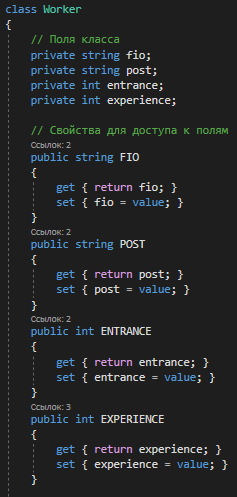 class Worker
{
// Поля класса
private string fio;
private string post;
private int entrance;
private int experience;
// Свойства для доступа к полям
Ссылок: 2
public string FIO
{
get { return fio; }
set { fio = value; }
}
Ссылок: 2
public string POST
{
get { return post; }
set { post = value; }
}
Ссылок: 2
public int ENTRANCE
{
get { return entrance; }
set { entrance = value; }
}
Ссылок: 3
public int EXPERIENCE
{
get { return experience; }
set { experience = value; }
}